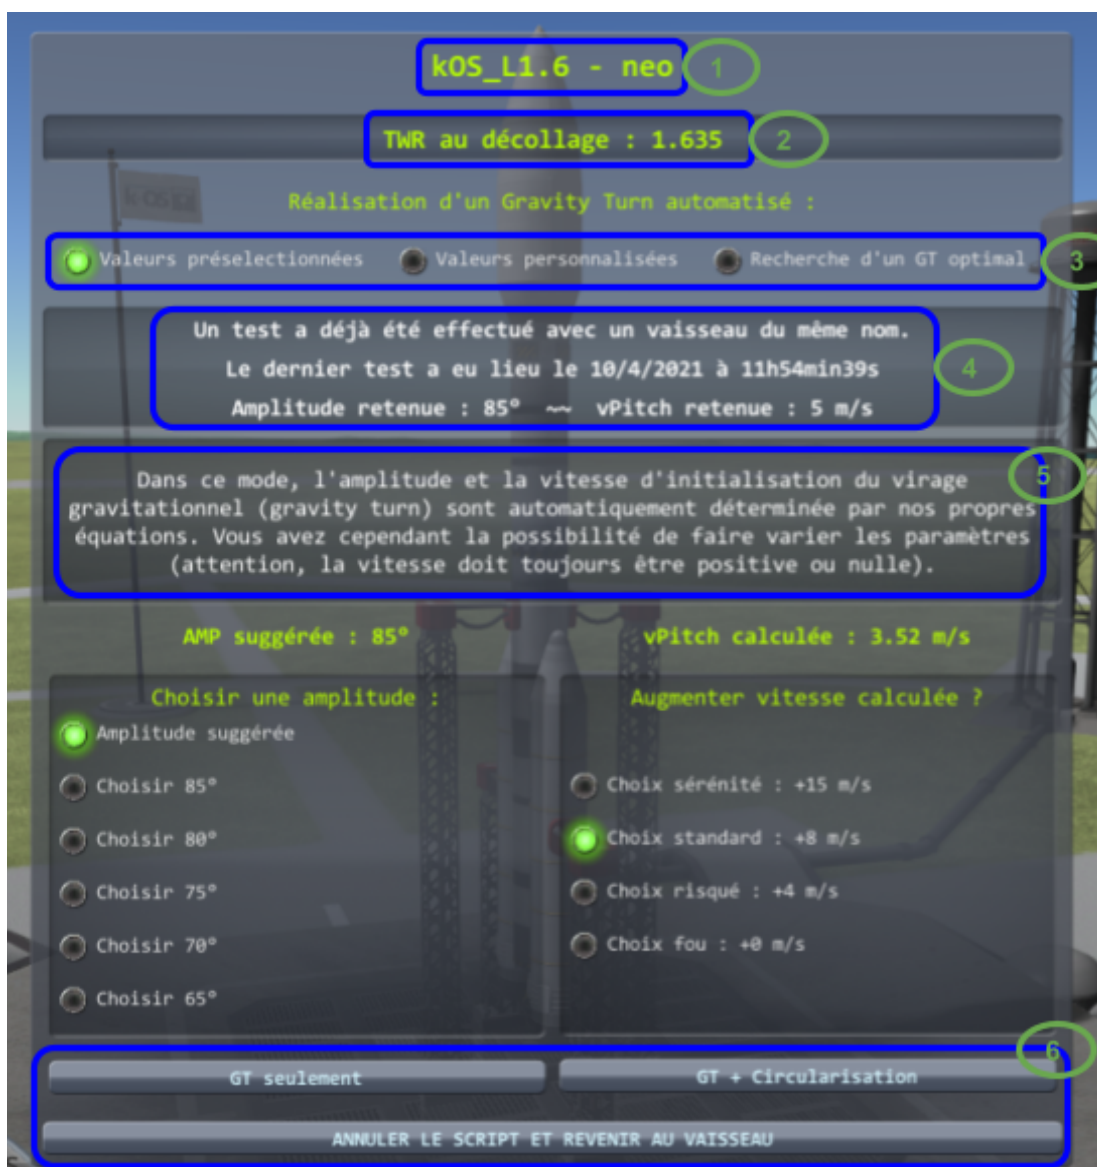 kOS_L1.6 - neo 1
TWR au décollage : 1.635 2
k-OS
Réalisation d'un Gravity Turn automatisé :
Valeurs préselectionnées Valeurs personnalisées Recherche d'un GT optimal 3
Un test a déjà été effectué avec un vaisseau du même nom.
Le dernier test a eu lieu le 10/4/2021 à 11h54min39s 4
Amplitude retenue : 85° ~~ vPitch retenue : 5 m/s
5
Dans ce mode, l'amplitude et la vitesse d'initialisation du virage
gravitationnel (gravity turn) sont automatiquement déterminée par nos propres
équations. Vous avez cependant la possibilité de faire varier les paramètres
(attention, la vitesse doit toujours être positive ou nulle).
AMP suggérée : 85° vPitch calculée : 3.52 m/s
Choisir une amplitude : Augmenter vitesse calculée ?
Amplitude suggérée
Choisir 85° Choix sérénité : +15 m/s
Choisir 80° Choix standard : +8 m/s
Choisir 75° Choix risqué : +4 m/s
Choisir 70° Choix fou : +0 m/s
Choisir 65°
6
GT seulement GT + Circularisation
ANNULER LE SCRIPT ET REVENIR AU VAISSEAU